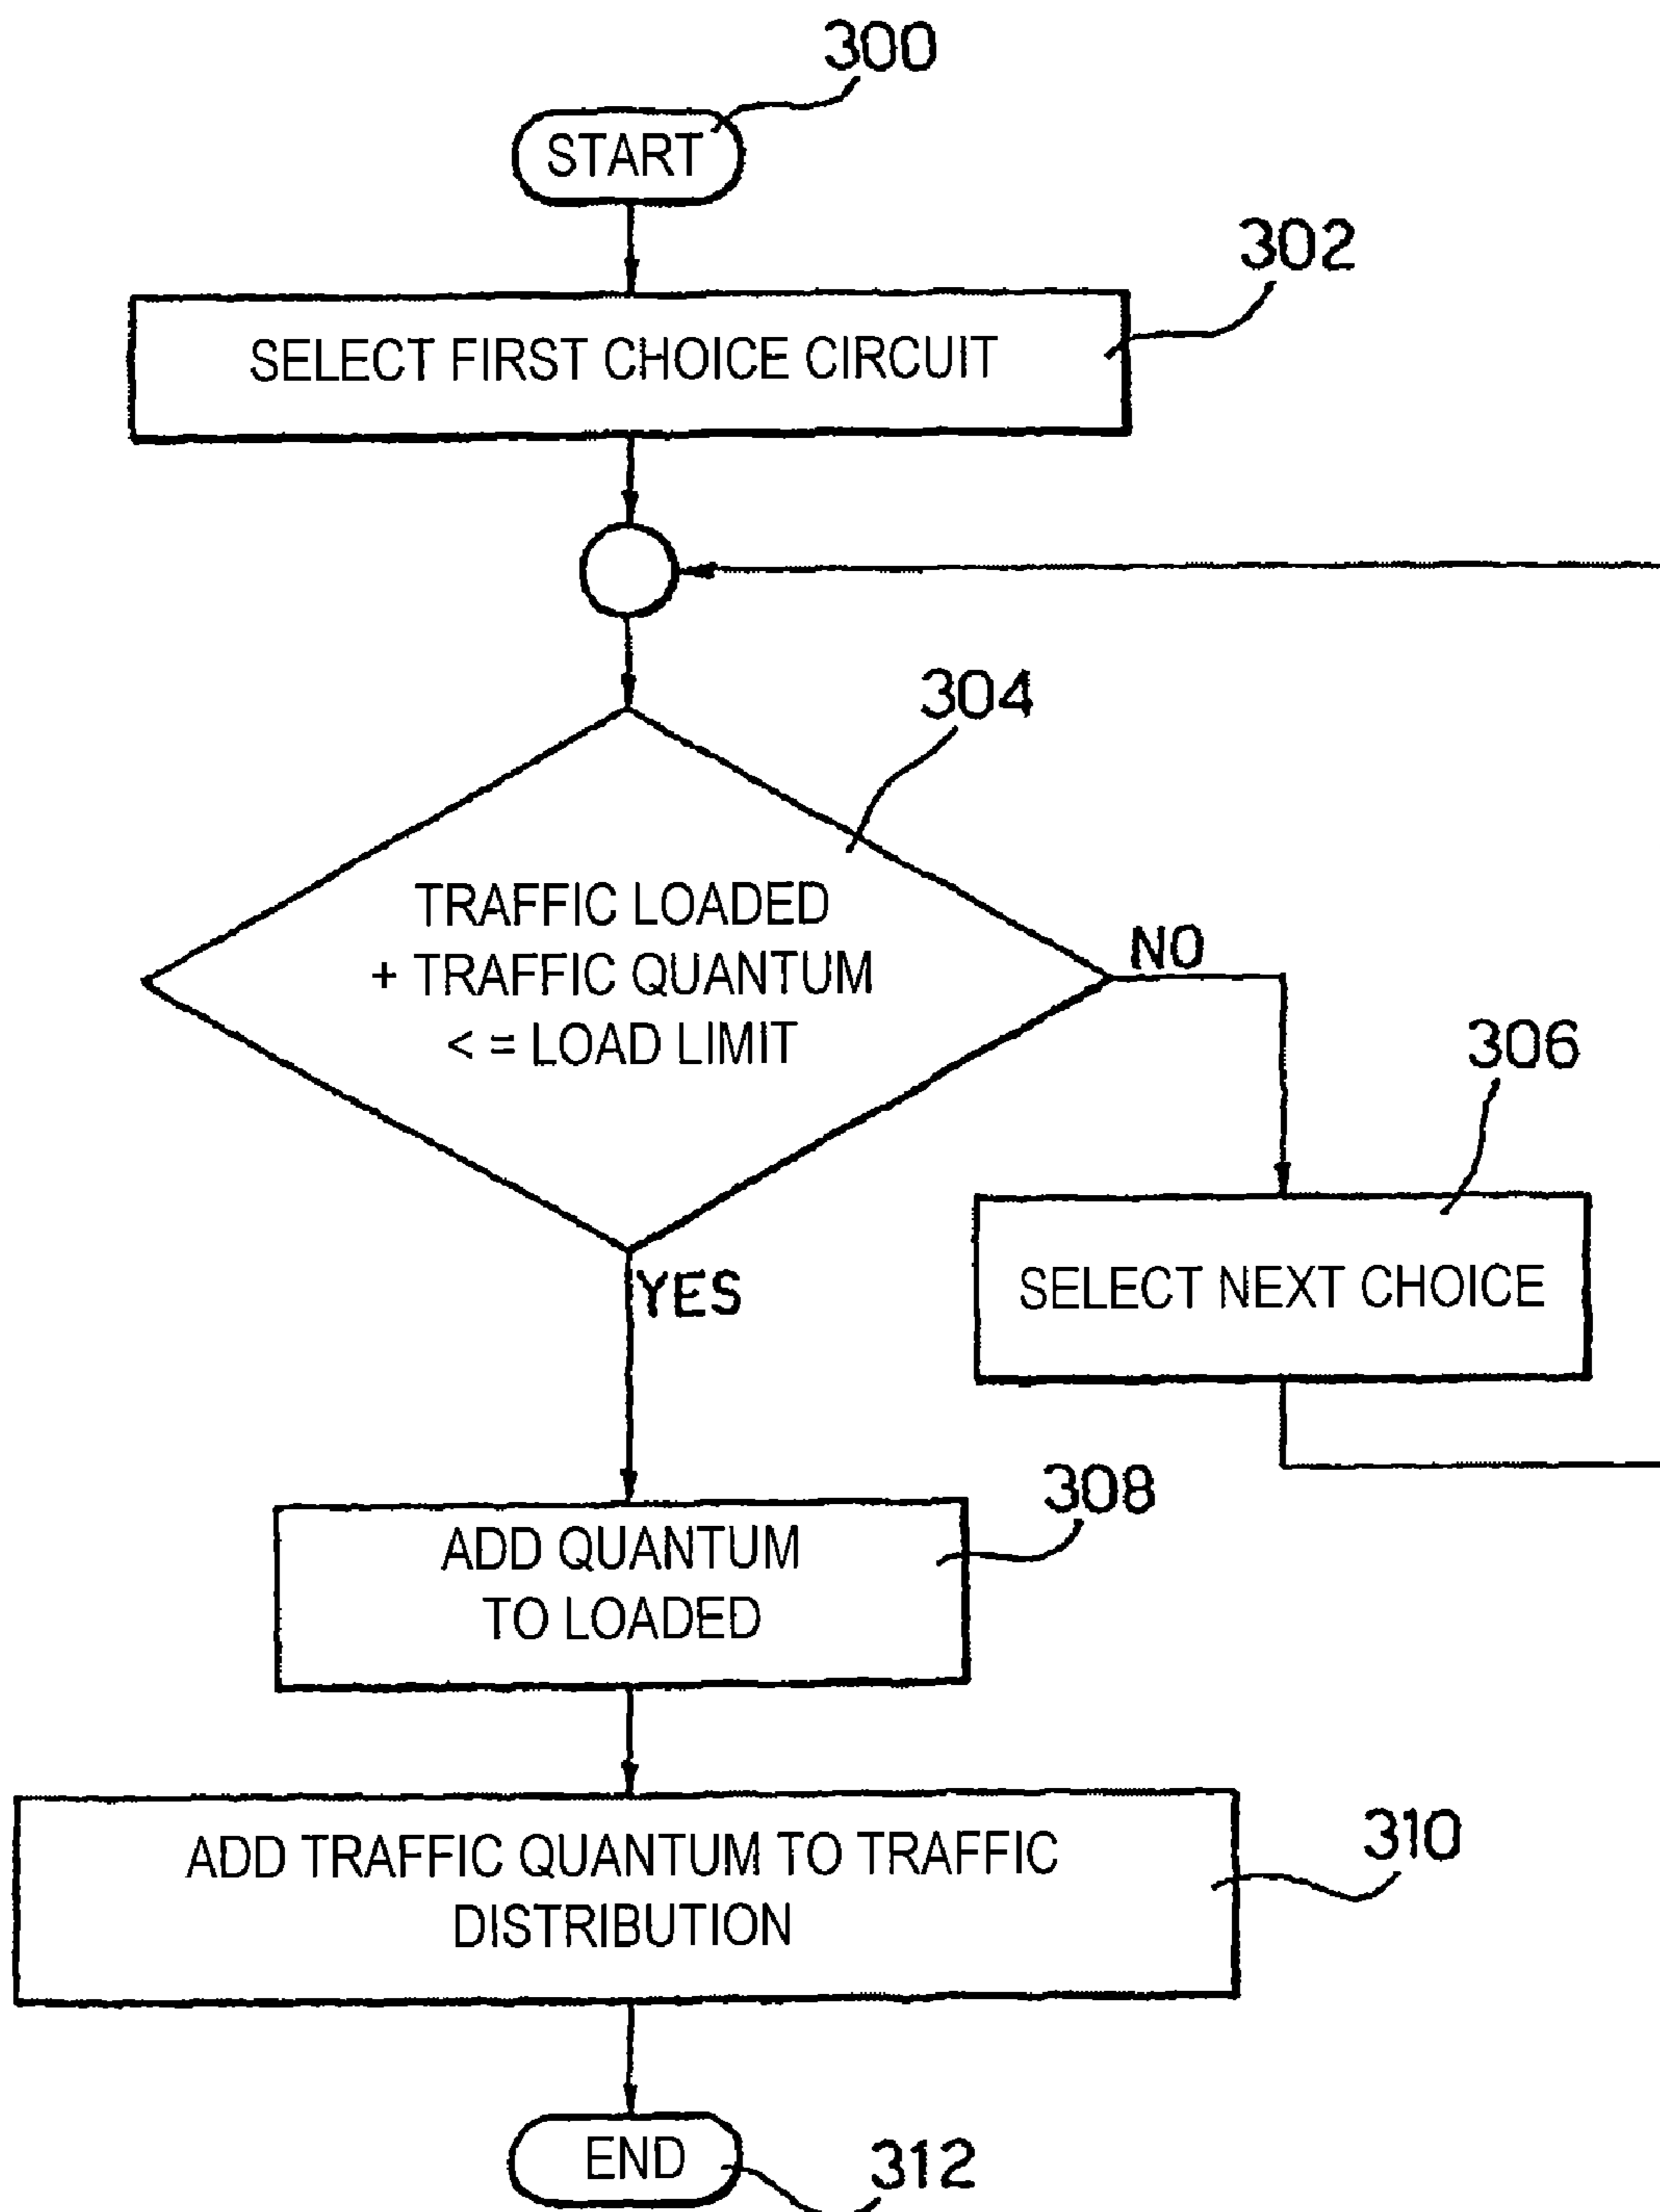 300
START
302
SELECT FIRST CHOICE CIRCUIT
304
TRAFFIC LOADED
+ TRAFFIC QUANTUM
< = LOAD LIMIT
NO
306
SELECT NEXT CHOICE
YES
308
ADD QUANTUM
TO LOADED
310
ADD TRAFFIC QUANTUM TO TRAFFIC
DISTRIBUTION
END
312